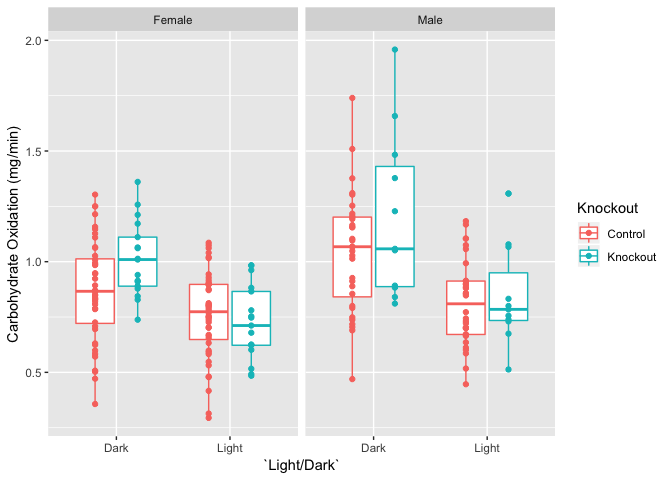 Female
Male
2.0
1.5
1.0
0.5
Carbohydrate Oxidation (mg/min)
Dark
Light
Dark
Light
`Light/Dark`
Knockout
Control
Knockout